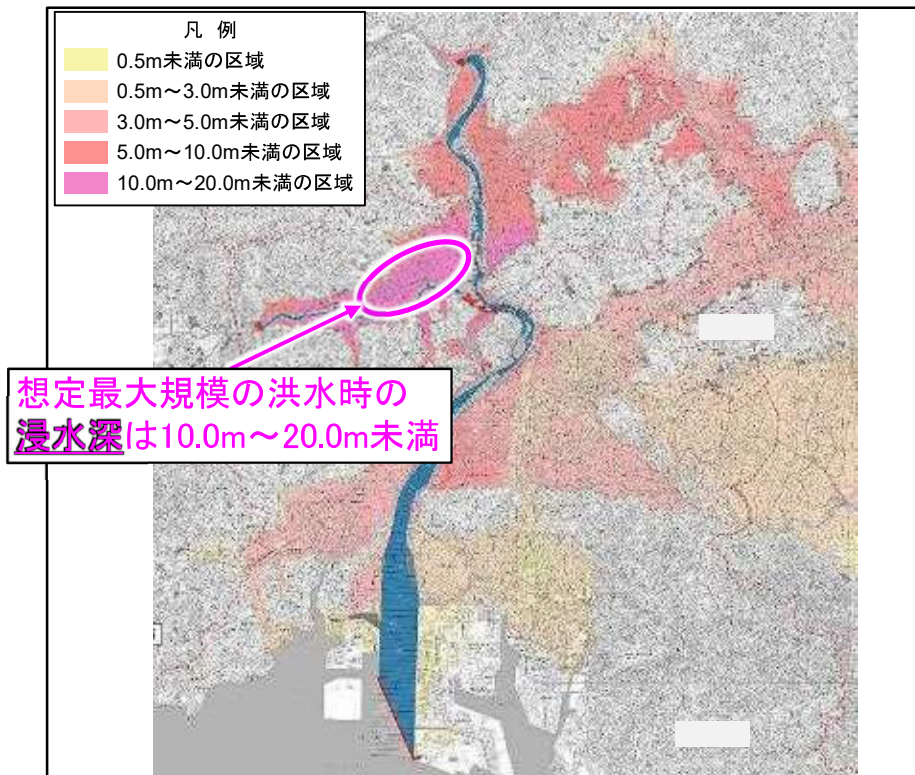 凡 例
0.5m未満の区域
0.5m～3.0m未満の区域
3.0m～5.0m未満の区域
5.0m～10.0m未満の区域
10.0m～20.0m未満の区域
想定最大規模の洪水時の
浸水深は10.0m～20.0m未満